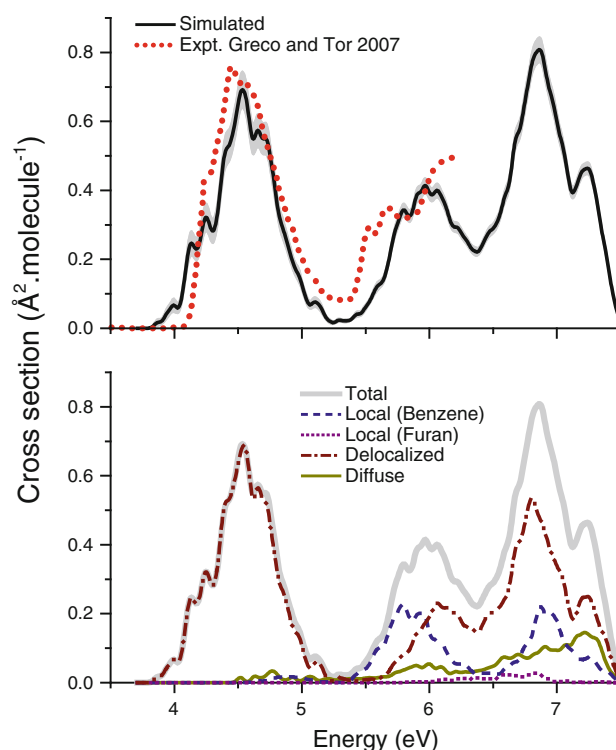 Simulated
Expt. Greco and Tor 2007
0.8
0.6
0.4
0.2
0.0
Cross section (Å².molecule⁻¹)
Total
Local (Benzene)
Local (Furan)
Delocalized
Diffuse
0.8
0.6
0.4
0.2
0.0
4 5 6 7
Energy (eV)